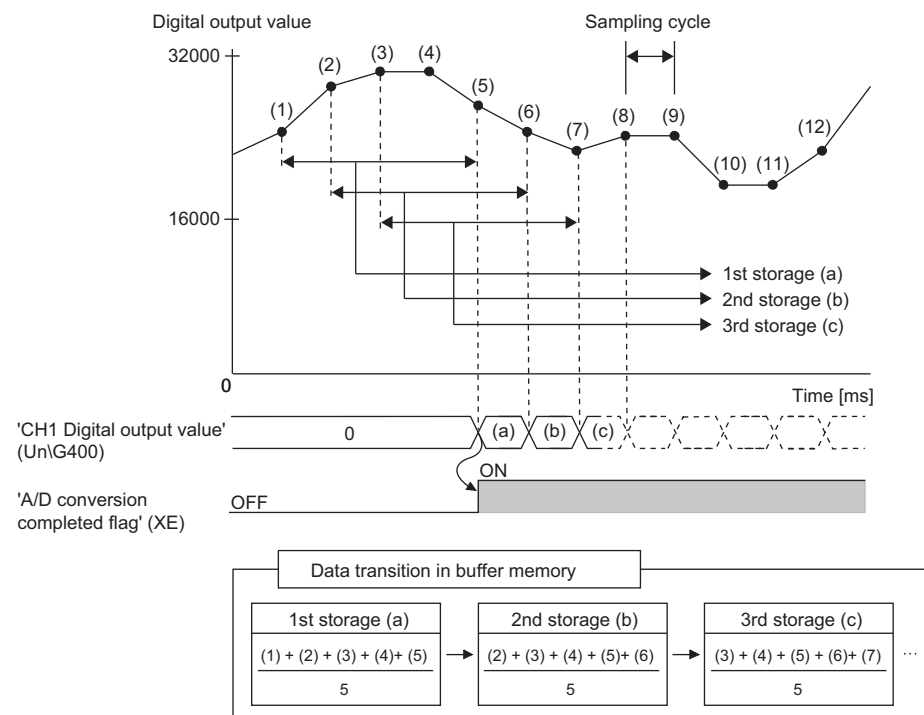 Digital output value
Sampling cycle
32000
(1)
(2)
(3)
(4)
(5)
(6)
(7)
(8)
(9)
(10)
(11)
(12)
16000
1st storage (a)
2nd storage (b)
3rd storage (c)
0
Time [ms]
'CH1 Digital output value'
(Un\G400)
0
(a)
(b)
(c)
ON
'A/D conversion
completed flag' (XE)
OFF
Data transition in buffer memory
1st storage (a)
(1) + (2) + (3) + (4)+ (5)
5
2nd storage (b)
(2) + (3) + (4) + (5)+ (6)
5
3rd storage (c)
(3) + (4) + (5) + (6)+ (7)
5
...